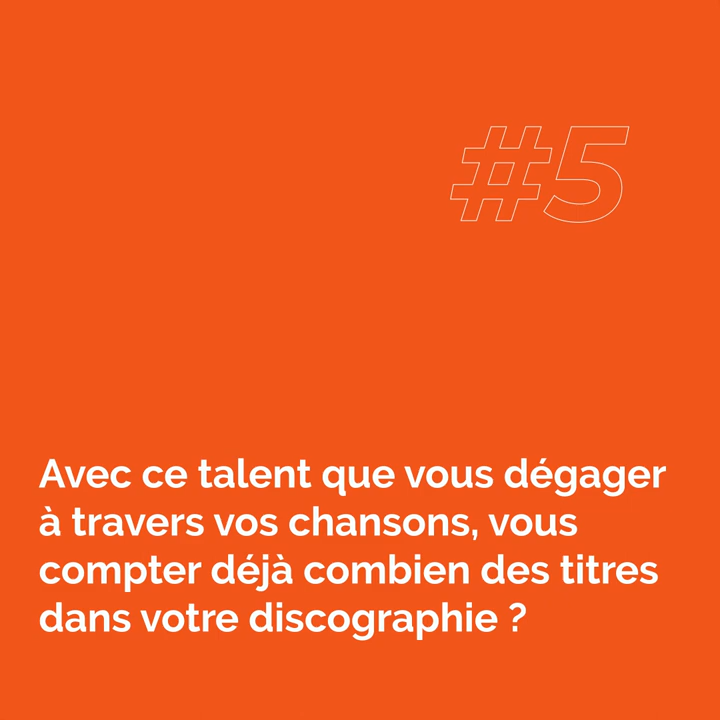 #5
Avec ce talent que vous dégager
à travers vos chansons, vous
compter déjà combien des titres
dans votre discographie ?